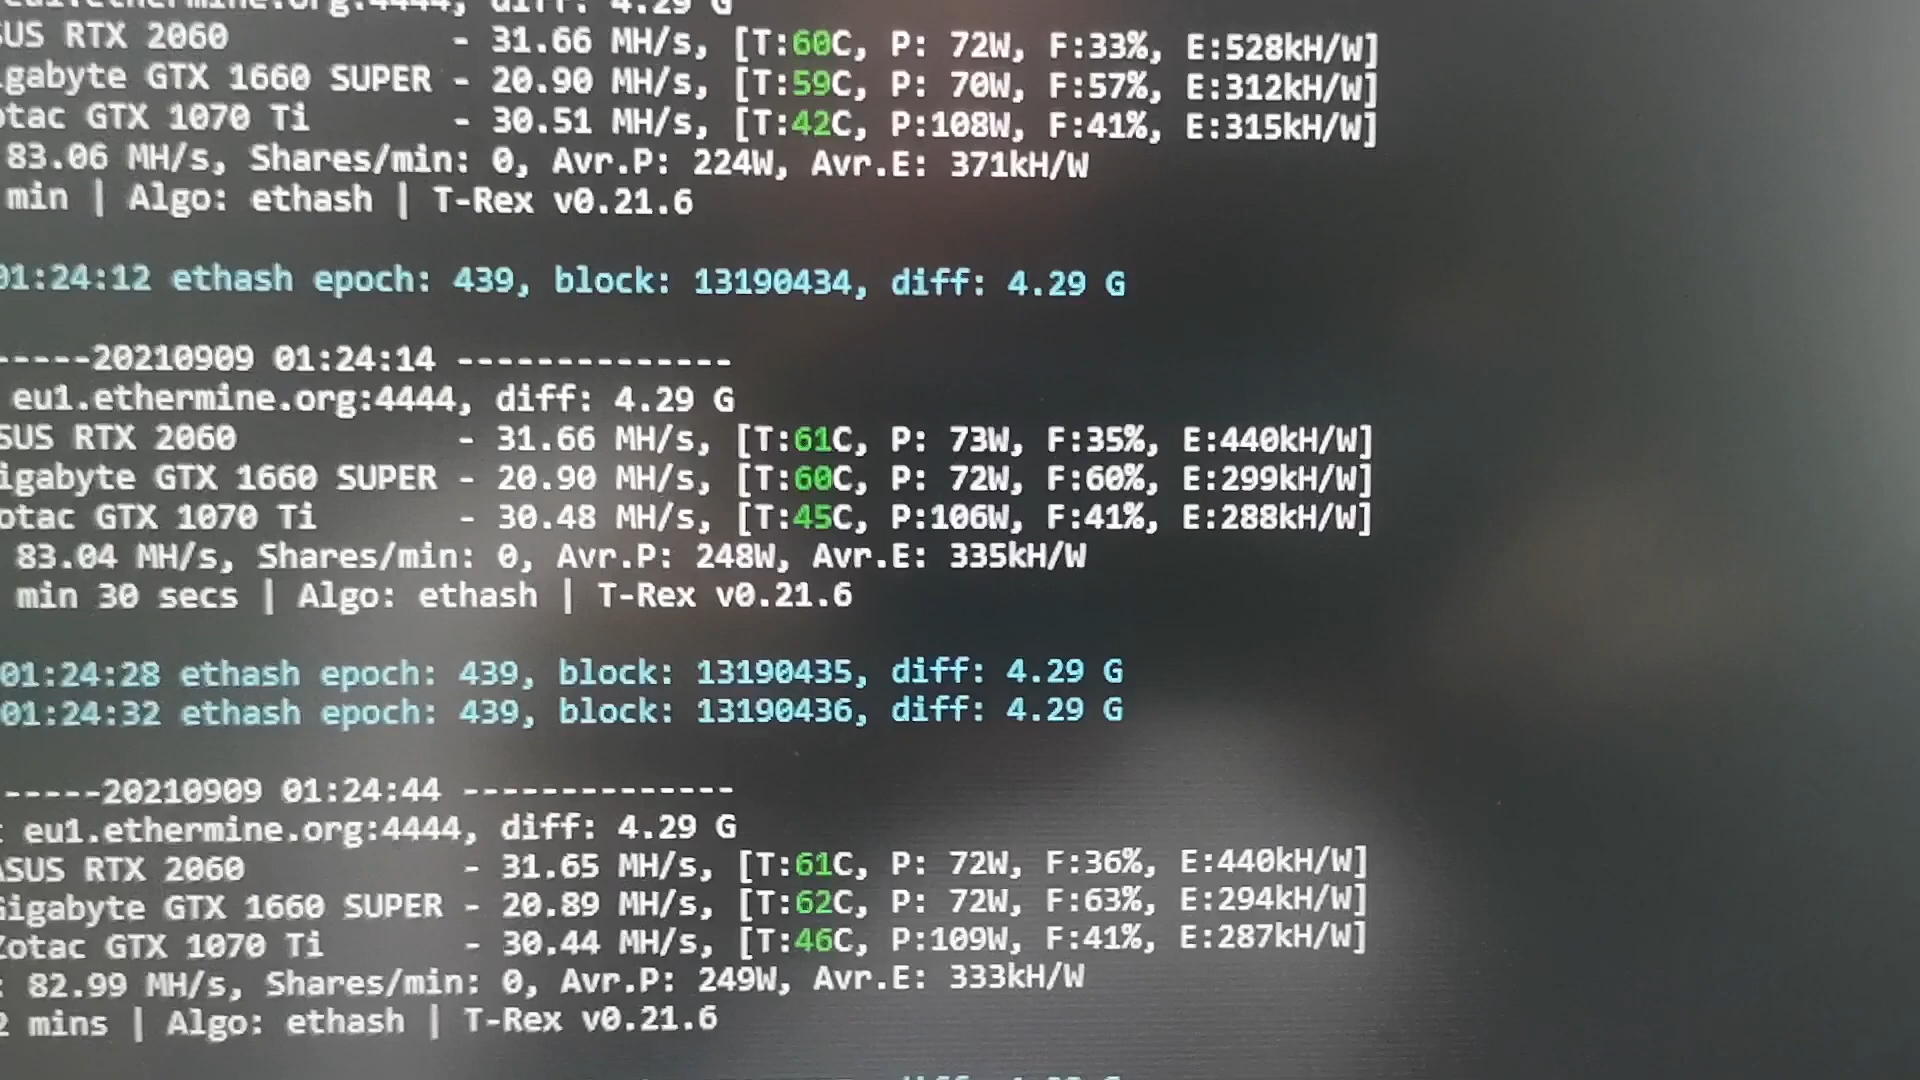 eu1.ethermine.org:4444, diff: 4.29 G
SUS RTX 2060 - 31.66 MH/s, [T:60C, P: 72W, F:33%, E:528kH/W]
igabyte GTX 1660 SUPER - 20.90 MH/s, [T:59C, P: 70W, F:57%, E:312kH/W]
otac GTX 1070 Ti - 30.51 MH/s, [T:42C, P:108W, F:41%, E:315kH/W]
83.06 MH/s, Shares/min: 0, Avr.P: 224W, Avr.E: 371kH/W
min | Algo: ethash | T-Rex v0.21.6
01:24:12 ethash epoch: 439, block: 13190434, diff: 4.29 G
-----20210909 01:24:14 --------------
eu1.ethermine.org:4444, diff: 4.29 G
SUS RTX 2060 - 31.66 MH/s, [T:61C, P: 73W, F:35%, E:440kH/W]
igabyte GTX 1660 SUPER - 20.90 MH/s, [T:60C, P: 72W, F:60%, E:299kH/W]
otac GTX 1070 Ti - 30.48 MH/s, [T:45C, P:106W, F:41%, E:288kH/W]
83.04 MH/s, Shares/min: 0, Avr.P: 248W, Avr.E: 335kH/W
min 30 secs | Algo: ethash | T-Rex v0.21.6
01:24:28 ethash epoch: 439, block: 13190435, diff: 4.29 G
01:24:32 ethash epoch: 439, block: 13190436, diff: 4.29 G
-----20210909 01:24:44 --------------
: eu1.ethermine.org:4444, diff: 4.29 G
ASUS RTX 2060 - 31.65 MH/s, [T:61C, P: 72W, F:36%, E:440kH/W]
Gigabyte GTX 1660 SUPER - 20.89 MH/s, [T:62C, P: 72W, F:63%, E:294kH/W]
Zotac GTX 1070 Ti - 30.44 MH/s, [T:46C, P:109W, F:41%, E:287kH/W]
: 82.99 MH/s, Shares/min: 0, Avr.P: 249W, Avr.E: 333kH/W
2 mins | Algo: ethash | T-Rex v0.21.6